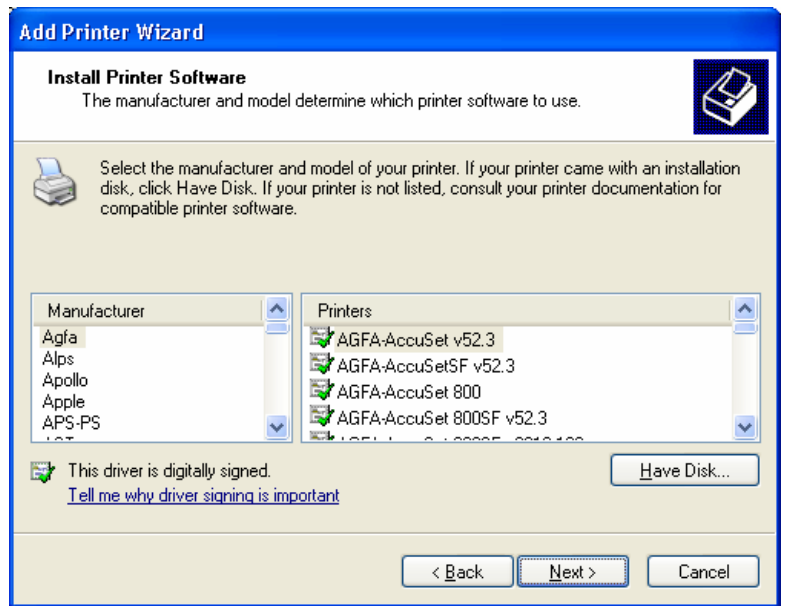 Add Printer Wizard
Install Printer Software
The manufacturer and model determine which printer software to use.
Select the manufacturer and model of your printer. If your printer came with an installation
disk, click Have Disk. If your printer is not listed, consult your printer documentation for
compatible printer software.
Manufacturer
Agfa
Alps
Apollo
Apple
APS-PS
Printers
AGFA-AccuSet v52.3
AGFA-AccuSetSF v52.3
AGFA-AccuSet 800
AGFA-AccuSet 800SF v52.3
This driver is digitally signed.
Tell me why driver signing is important
Have Disk...
< Back
Next >
Cancel